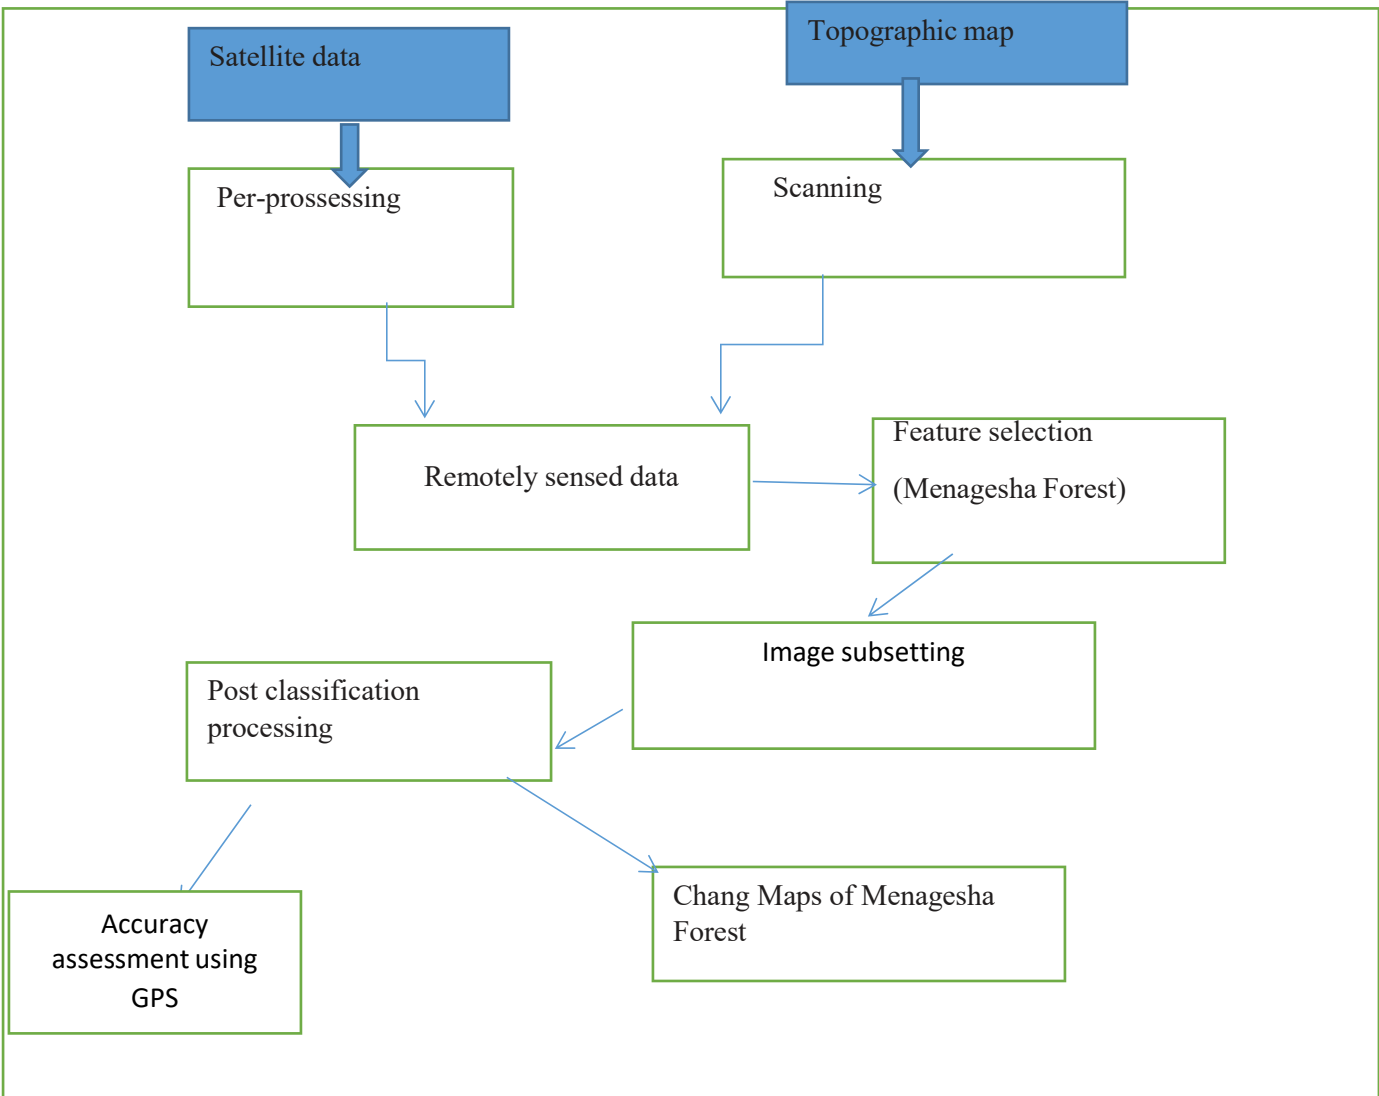 Satellite data
Topographic map
Per-prossessing
Scanning
Remotely sensed data
Feature selection
(Menagesha Forest)
Image subsetting
Post classification
processing
Chang Maps of Menagesha
Forest
Accuracy
assessment using
GPS